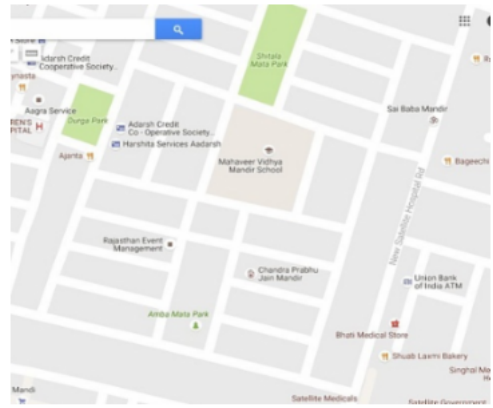 Shitala
Mata Park
Adarsh Credit
Cooperative Society..
Aagra Service
Durga Park
Adarsh Credit
Co - Operative Society..
Harshita Services Aadarsh
Ajanta
Mahaveer Vidhya
Mandir School
Sai Baba Mandir
Bageechi
New Satellite Hospital Rd
Rajasthan Event
Management
Chandra Prabhu
Jain Mandir
Union Bank
of India ATM
Amba Mata Park
Bhati Medical Store
Shuab Laxmi Bakery
Mandi
Satellite Medicals
Satellite Government